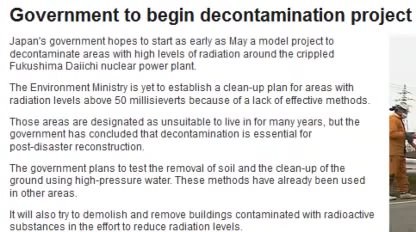 Government to begin decontamination project
Japan's government hopes to start as early as May a model project to
decontaminate areas with high levels of radiation around the crippled
Fukushima Daiichi nuclear power plant.
The Environment Ministry is yet to establish a clean-up plan for areas with
radiation levels above 50 millisieverts because of a lack of effective methods.
Those areas are designated as unsuitable to live in for many years, but the
government has concluded that decontamination is essential for
post-disaster reconstruction.
The government plans to test the removal of soil and the clean-up of the
ground using high-pressure water. These methods have already been used
in other areas.
It will also try to demolish and remove buildings contaminated with radioactive
substances in the effort to reduce radiation levels.